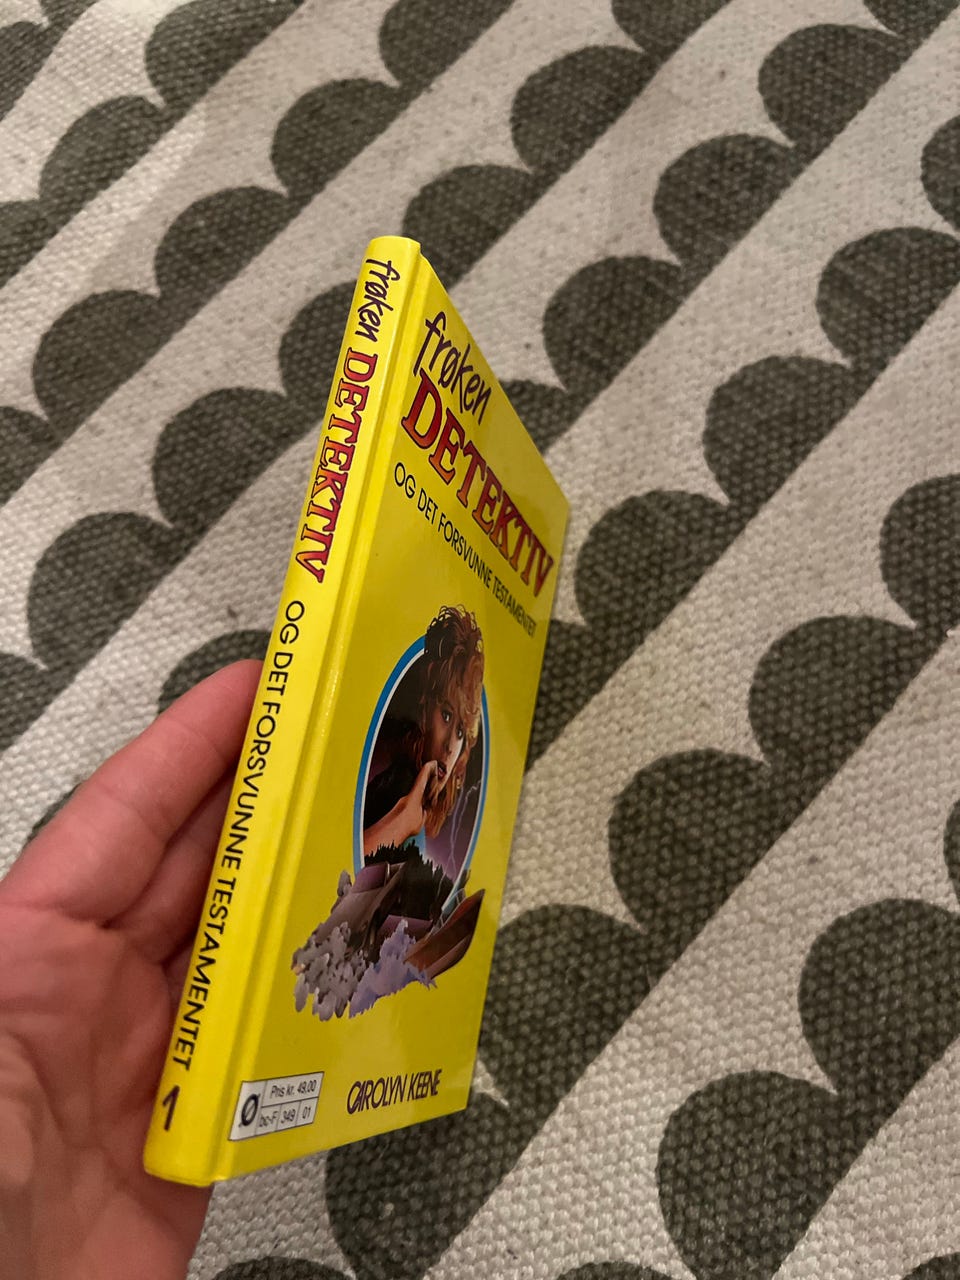 frøken DETEKTIV OG DET FORSVUNNE TESTAMENTET 1
frøken
DETEKTIV
OG DET FORSVUNNE TESTAMENTET
CAROLYN KEENE
Ø
Pris kr. 49,00
bc-F 349 01